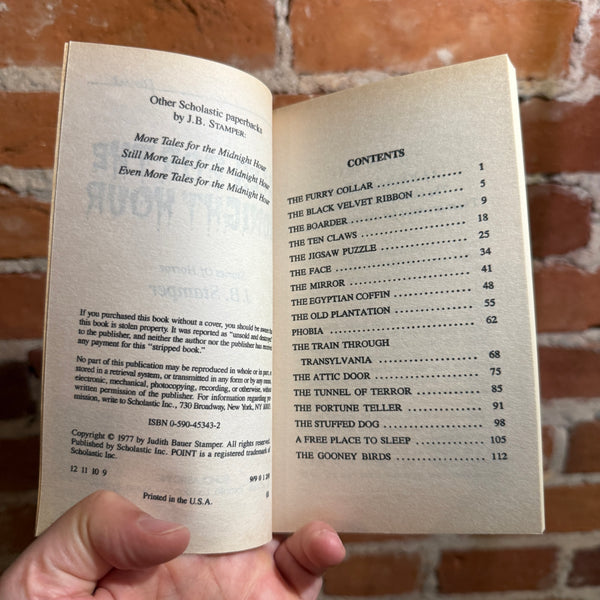 Other Scholastic paperbacks
by J.B. STAMPER:
More Tales for the Midnight Hour
Still More Tales for the Midnight Hour
Even More Tales for the Midnight Hour
If you purchased this book without a cover, you should be aware
this book is stolen property. It was reported as "unsold and
to the publisher, and neither the author nor the publisher has
any payment for this "stripped book."
No part of this publication may be reproduced in whole or in part,
stored in a retrieval system, or transmitted in any form or by any means,
electronic, mechanical, photocopying, recording, or otherwise,
written permission of the publisher. For information regarding
mission, write to Scholastic Inc., 730 Broadway, New York, NY
ISBN 0-590-45343-2
Copyright © 1977 by Judith Bauer Stamper. All rights reserved.
Published by Scholastic Inc. POINT is a registered trademark of
Scholastic Inc.
12 11 10 9
Printed in the U.S.A.
CONTENTS
THE FURRY COLLAR 1
THE BLACK VELVET RIBBON 5
THE BOARDER 9
THE TEN CLAWS 18
THE JIGSAW PUZZLE 25
THE FACE 34
THE MIRROR 41
THE EGYPTIAN COFFIN 48
THE OLD PLANTATION 55
PHOBIA 62
THE TRAIN THROUGH
TRANSYLVANIA 68
THE ATTIC DOOR 75
THE TUNNEL OF TERROR 85
THE FORTUNE TELLER 91
THE STUFFED DOG 98
A FREE PLACE TO SLEEP 105
THE GOONEY BIRDS 112